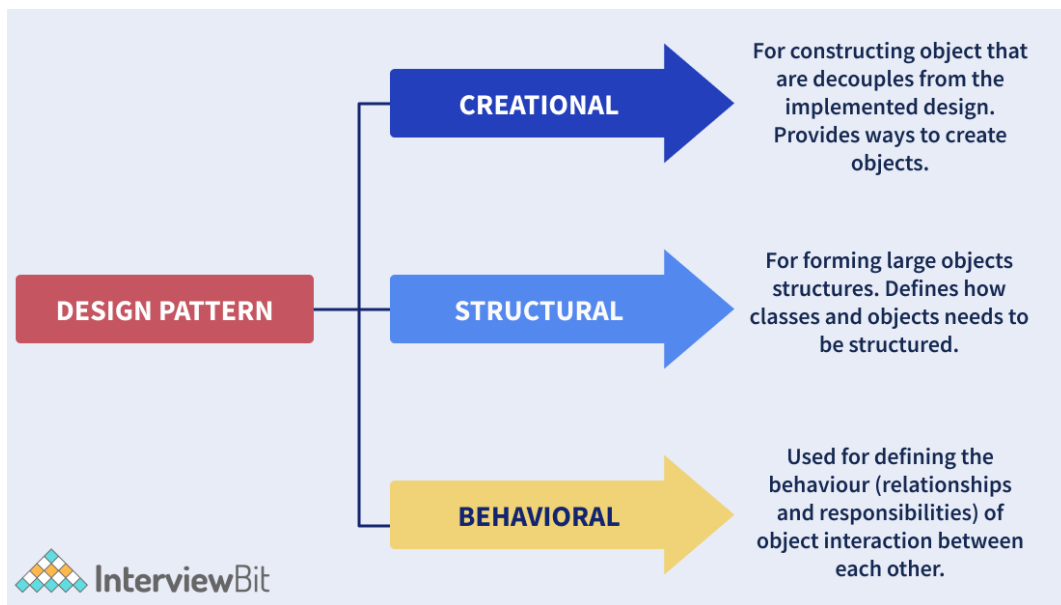 DESIGN PATTERN
CREATIONAL
For constructing object that
are decouples from the
implemented design.
Provides ways to create
objects.
STRUCTURAL
For forming large objects
structures. Defines how
classes and objects needs to
be structured.
BEHAVIORAL
Used for defining the
behaviour (relationships
and responsibilities) of
object interaction between
each other.
InterviewBit